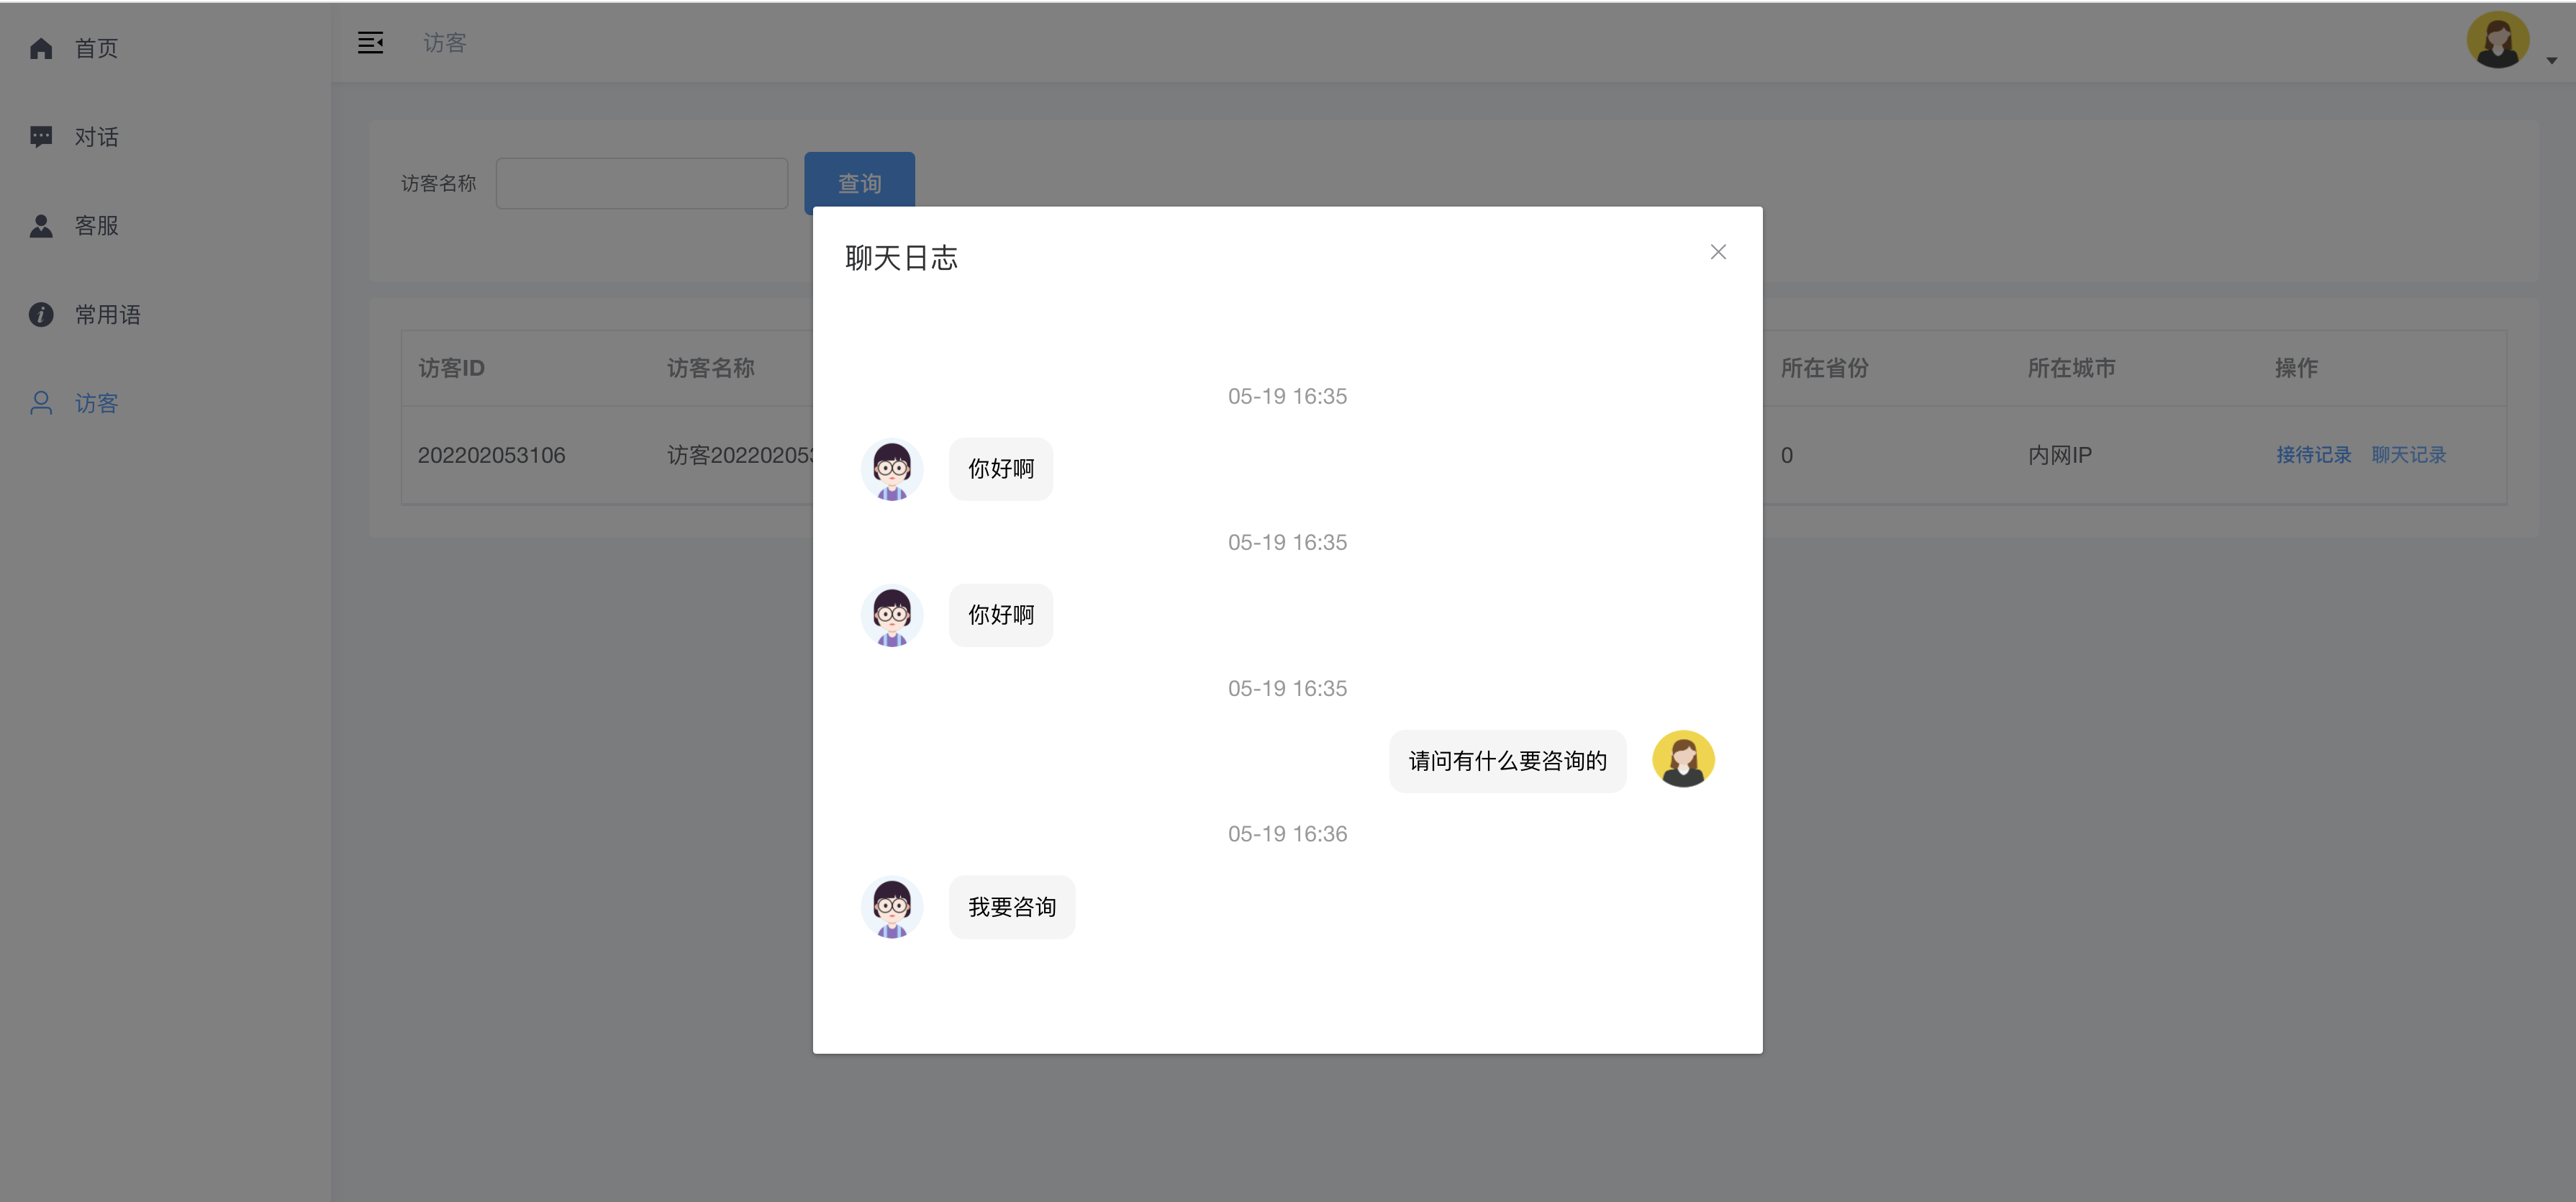 首页
对话
客服
常用语
访客
访客
访客名称
查询
访客ID 访客名称 所在省份 所在城市 操作
202202053106 访客20220205 0 内网IP 接待记录 聊天记录
聊天日志
05-19 16:35
你好啊
05-19 16:35
你好啊
05-19 16:35
请问有什么要咨询的
05-19 16:36
我要咨询